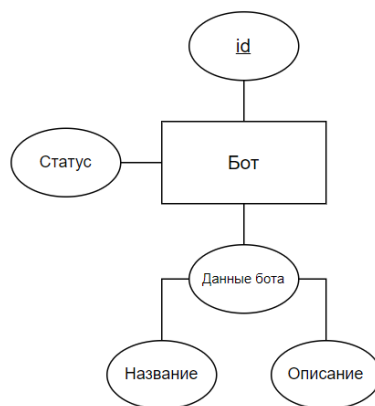 id
Статус
Бот
Данные бота
Название
Описание